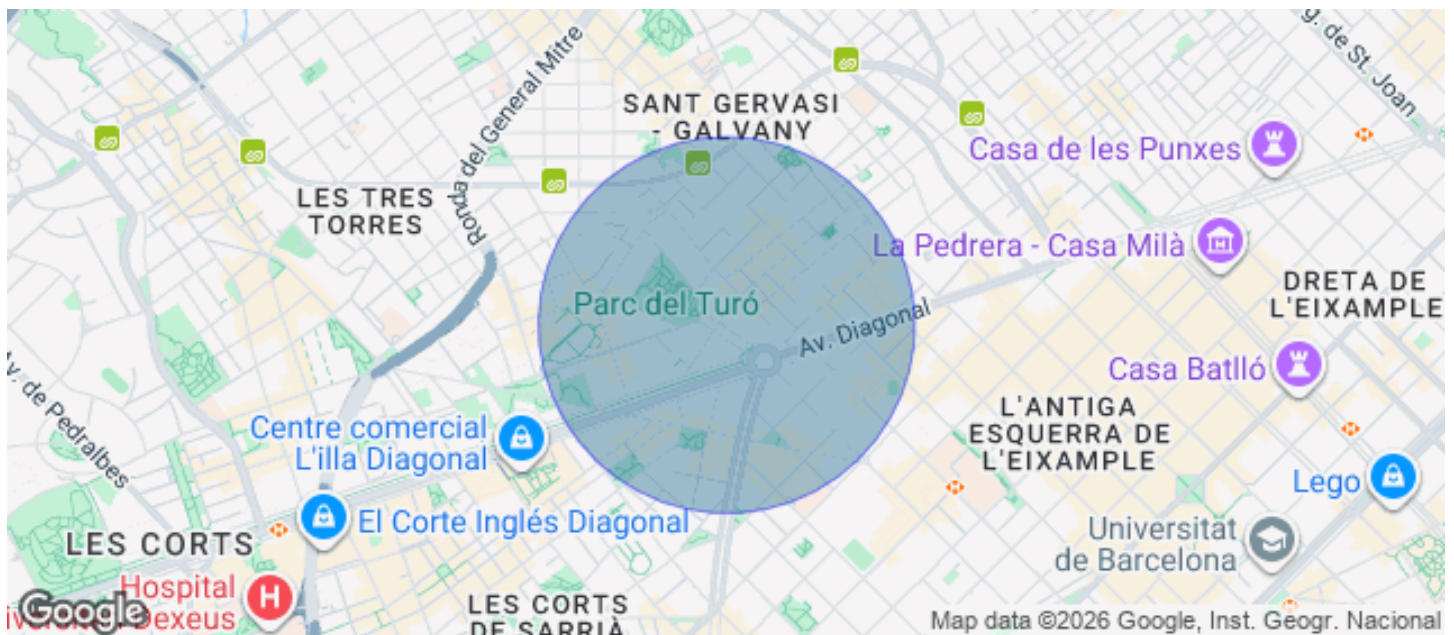 g. de St. Joan
Ronda del General Mitre
SANT GERVASI
- GALVANY
Casa de les Punxes
LES TRES
TORRES
La Pedrera - Casa Milà
DRETA DE
L'EIXAMPLE
Parc del Turó
Av. Diagonal
Av. de Pedralbes
Casa Batlló
L'ANTIGA
ESQUERRA DE
L'EIXAMPLE
Centre comercial
L'illa Diagonal
Lego
El Corte Inglés Diagonal
LES CORTS
Universitat
de Barcelona
Hospital
Dexeus
LES CORTS
DE SARRIÀ
Google
Map data ©2026 Google, Inst. Geogr. Nacional